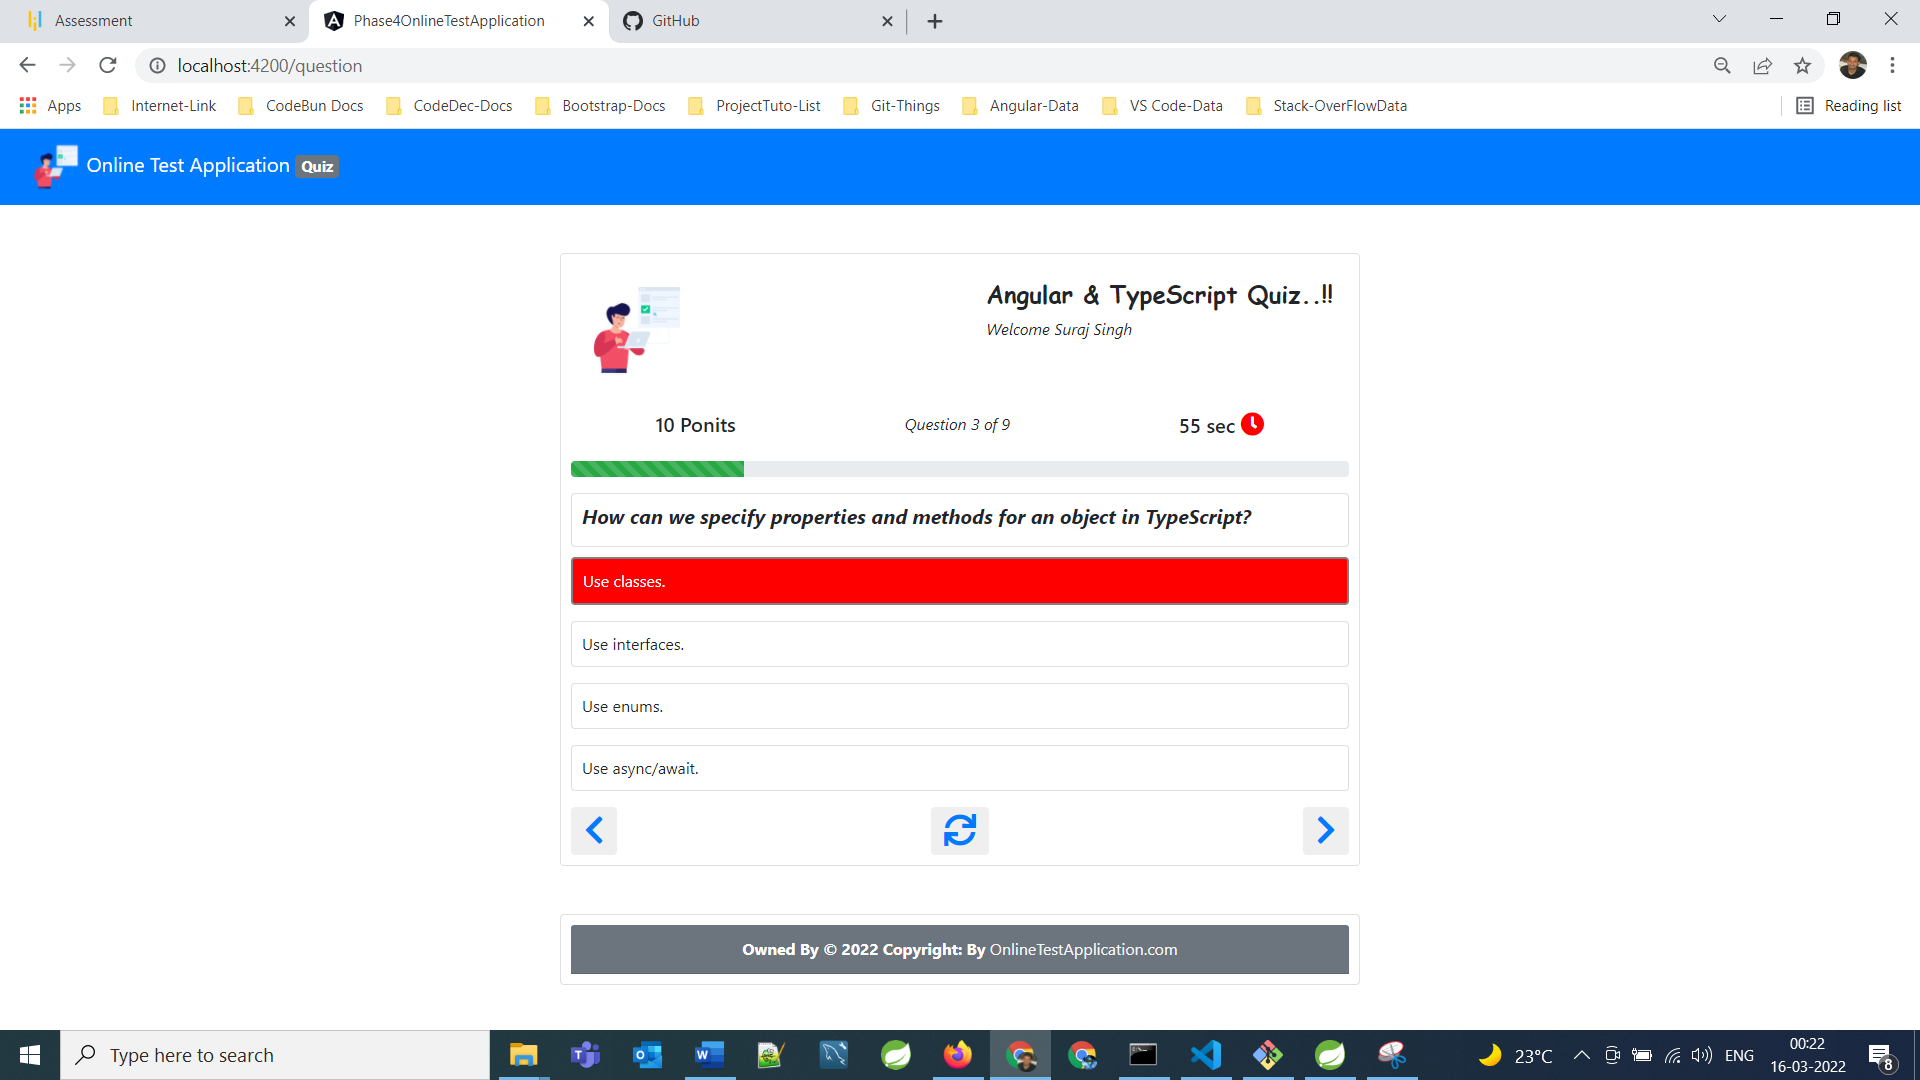 Assessment
Phase4OnlineTestApplication
GitHub
localhost:4200/question
Apps
Internet-Link
CodeBun Docs
CodeDec-Docs
Bootstrap-Docs
ProjectTuto-List
Git-Things
Angular-Data
VS Code-Data
Stack-OverFlowData
Reading list
Online Test Application Quiz
Angular & TypeScript Quiz..!!
Welcome Suraj Singh
10 Ponits
Question 3 of 9
55 sec
How can we specify properties and methods for an object in TypeScript?
Use classes.
Use interfaces.
Use enums.
Use async/await.
Owned By © 2022 Copyright: By OnlineTestApplication.com
Type here to search
23°C
ENG
00:22
16-03-2022
8